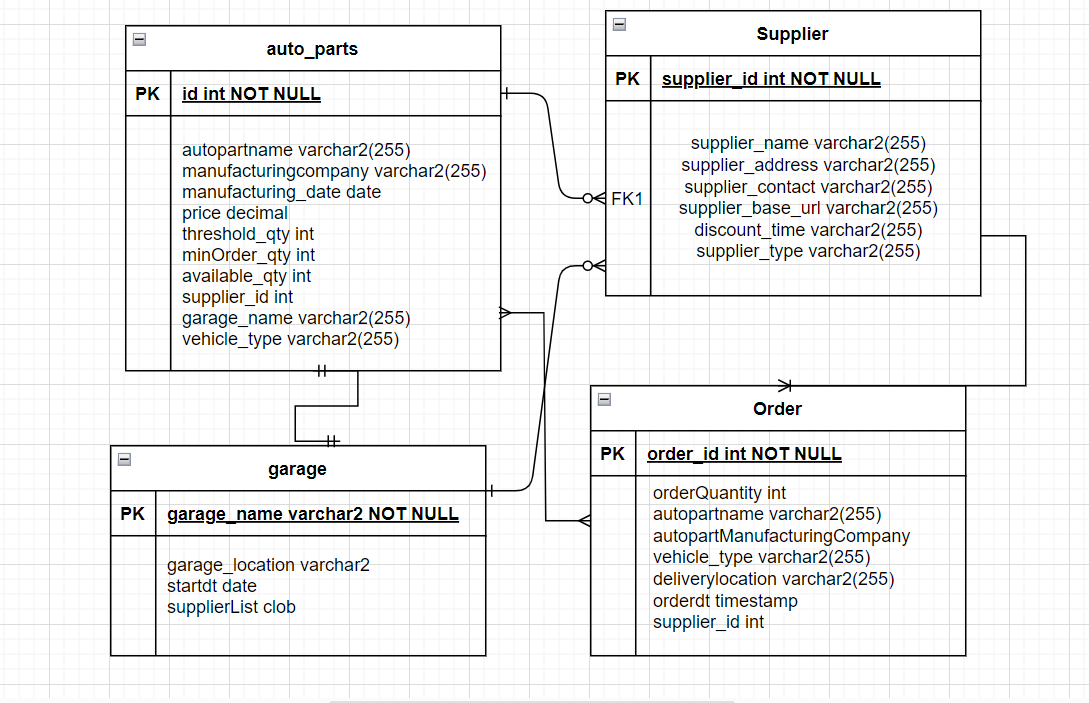 auto_parts
PK id int NOT NULL
autopartname varchar2(255)
manufacturingcompany varchar2(255)
manufacturing_date date
price decimal
threshold_qty int
minOrder_qty int
available_qty int
supplier_id int
garage_name varchar2(255)
vehicle_type varchar2(255)
Supplier
PK supplier_id int NOT NULL
FK1
supplier_name varchar2(255)
supplier_address varchar2(255)
supplier_contact varchar2(255)
supplier_base_url varchar2(255)
discount_time varchar2(255)
supplier_type varchar2(255)
garage
PK garage_name varchar2 NOT NULL
garage_location varchar2
startdt date
supplierList clob
Order
PK order_id int NOT NULL
orderQuantity int
autopartname varchar2(255)
autopartManufacturingCompany
vehicle_type varchar2(255)
deliverylocation varchar2(255)
orderdt timestamp
supplier_id int